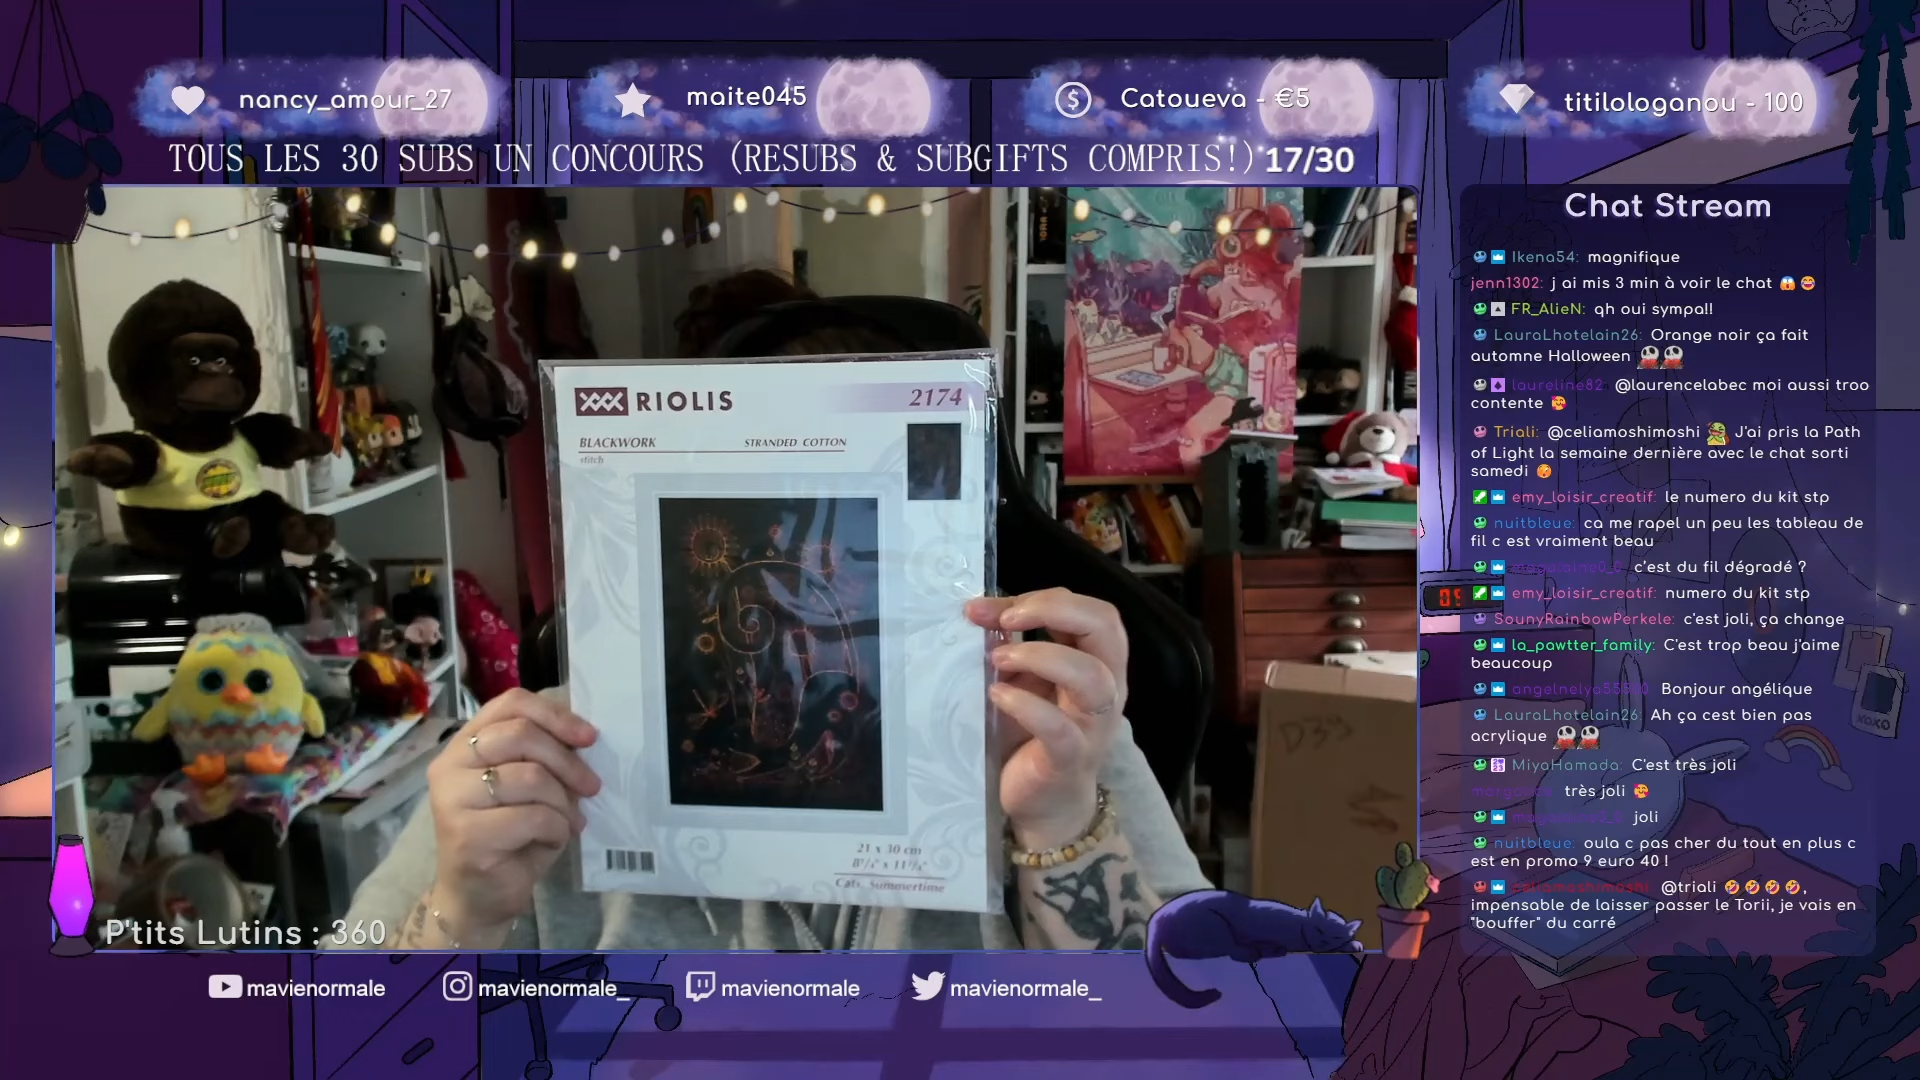 nancy_amour_27
maite045
Catoueva - €5
titilologanou - 100
TOUS LES 30 SUBS UN CONCOURS (RESUBS & SUBGIFTS COMPRIS!) 17/30
RIOLIS
2174
BLACKWORK
STRANDED COTTON
stitch
21 x 30 cm
Cats. Summertime
D39
P'tits Lutins : 360
mavienormale
mavienormale_
mavienormale
mavienormale_
Chat Stream
Ikena54: magnifique
jenn1302: j ai mis 3 min à voir le chat 😱 😂
FR_AlieN: qh oui sympa!!
LauraLhotelain26: Orange noir ça fait
automne Halloween
laureline82: @laurencelabec moi aussi troo
contente 🥰
Triali: @celiamoshimoshi J'ai pris la Path
of Light la semaine dernière avec le chat sorti
samedi
emy_loisir_creatif: le numero du kit stp
nuitbleue: ca me rapel un peu les tableau de
fil c est vraiment beau
c'est du fil dégradé ?
emy_loisir_creatif: numero du kit stp
SounyRainbowPerkele: c'est joli, ça change
la_pawtter_family: C'est trop beau j'aime
beaucoup
Bonjour angélique
LauraLhotelain26: Ah ça cest bien pas
acrylique
MiyaHamada: C'est très joli
très joli 🥰
joli
nuitbleue: oula c pas cher du tout en plus c
est en promo 9 euro 40 !
celiamoshimoshi: @triali 🤣 🤣 🤣 🤣,
impensable de laisser passer le Torii, je vais en
"bouffer" du carré
xoxo